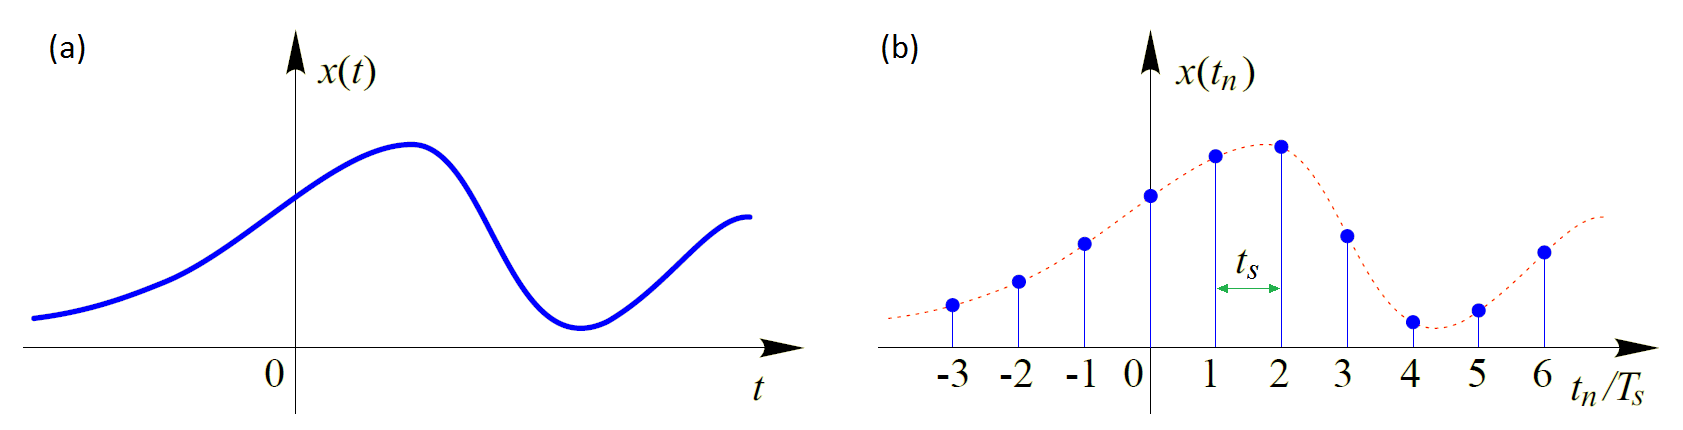 (a)
x(t)
0
t
(b)
x(tₙ)
tₛ
-3 -2 -1 0 1 2 3 4 5 6
tₙ/Tₛ